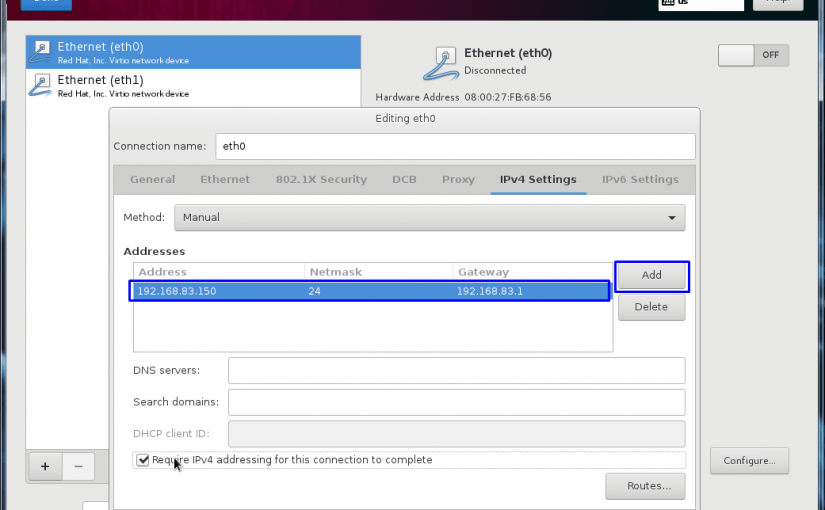 Done
us
Help!
Ethernet (eth0)
Red Hat, Inc. Virtio network device
Ethernet (eth1)
Red Hat, Inc. Virtio network device
Ethernet (eth0)
Disconnected
OFF
Hardware Address 08:00:27:FB:68:56
Editing eth0
Connection name: eth0
General Ethernet 802.1X Security DCB Proxy IPv4 Settings IPv6 Settings
Method: Manual
Addresses
Address Netmask Gateway
Add
192.168.83.150 24 192.168.83.1
Delete
DNS servers:
Search domains:
DHCP client ID:
Require IPv4 addressing for this connection to complete
+ −
Configure...
Routes...